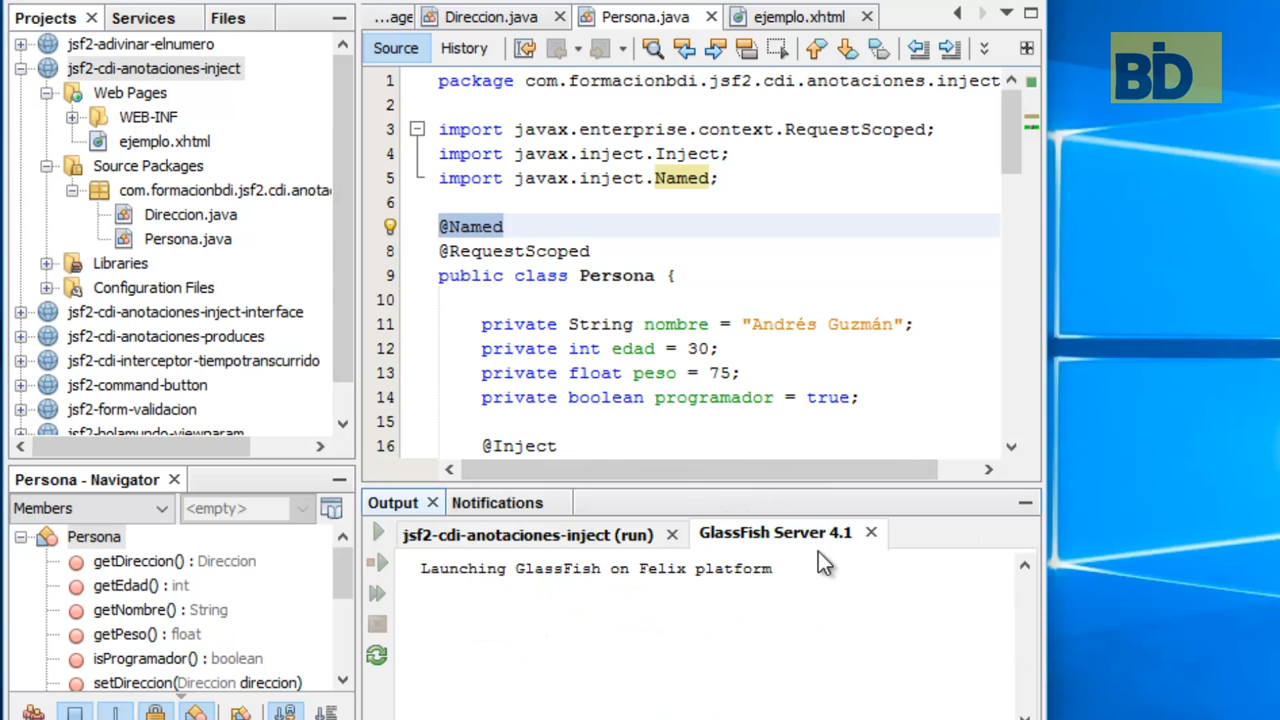 Projects
Services
Files
...age
Direccion.java
Persona.java
ejemplo.xhtml
BDI
Source
History
jsf2-adivinar-elnumero
jsf2-cdi-anotaciones-inject
Web Pages
WEB-INF
ejemplo.xhtml
Source Packages
com.formacionbdi.jsf2.cdi.anota
Direccion.java
Persona.java
Libraries
Configuration Files
jsf2-cdi-anotaciones-inject-interface
jsf2-cdi-anotaciones-produces
jsf2-cdi-interceptor-tiempotranscurrido
jsf2-command-button
jsf2-form-validacion
jsf2-holamundo-viewparam
1 package com.formacionbdi.jsf2.cdi.anotaciones.inject
2
3 import javax.enterprise.context.RequestScoped;
4 import javax.inject.Inject;
5 import javax.inject.Named;
6
@Named
8 @RequestScoped
9 public class Persona {
10
11 private String nombre = "Andrés Guzmán";
12 private int edad = 30;
13 private float peso = 75;
14 private boolean programador = true;
15
16 @Inject
Persona - Navigator
Members
<empty>
Persona
getDireccion() : Direccion
getEdad() : int
getNombre() : String
getPeso() : float
isProgramador() : boolean
setDireccion(Direccion direccion)
Output
Notifications
jsf2-cdi-anotaciones-inject (run)
GlassFish Server 4.1
Launching GlassFish on Felix platform